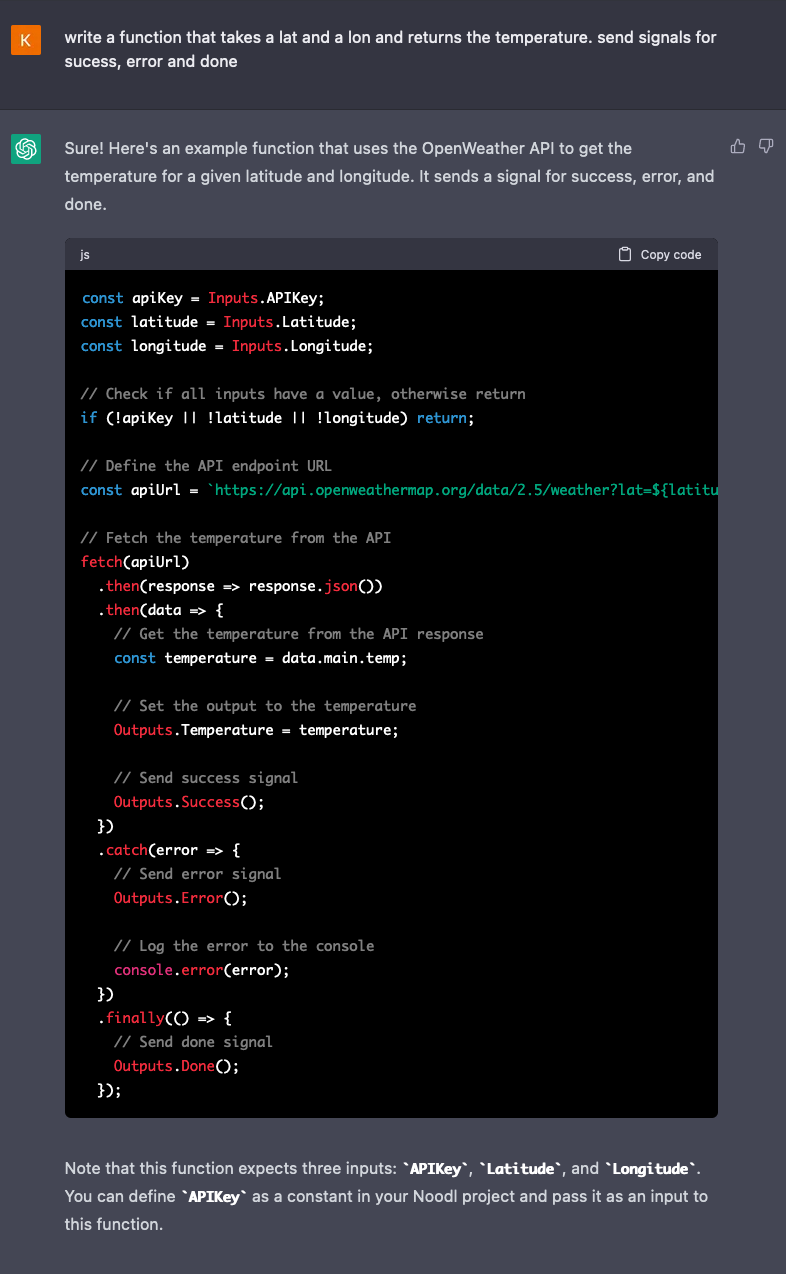 K
write a function that takes a lat and a lon and returns the temperature. send signals for
sucess, error and done
Sure! Here's an example function that uses the OpenWeather API to get the
temperature for a given latitude and longitude. It sends a signal for success, error, and
done.
js
Copy code
const apiKey = Inputs.APIKey;
const latitude = Inputs.Latitude;
const longitude = Inputs.Longitude;
// Check if all inputs have a value, otherwise return
if (!apiKey || !latitude || !longitude) return;
// Define the API endpoint URL
const apiUrl = `https://api.openweathermap.org/data/2.5/weather?lat=${latitu
// Fetch the temperature from the API
fetch(apiUrl)
  .then(response => response.json())
  .then(data => {
    // Get the temperature from the API response
    const temperature = data.main.temp;
    // Set the output to the temperature
    Outputs.Temperature = temperature;
    // Send success signal
    Outputs.Success();
  })
  .catch(error => {
    // Send error signal
    Outputs.Error();
    // Log the error to the console
    console.error(error);
  })
  .finally(() => {
    // Send done signal
    Outputs.Done();
  });
Note that this function expects three inputs: `APIKey`, `Latitude`, and `Longitude`.
You can define `APIKey` as a constant in your Noodl project and pass it as an input to
this function.